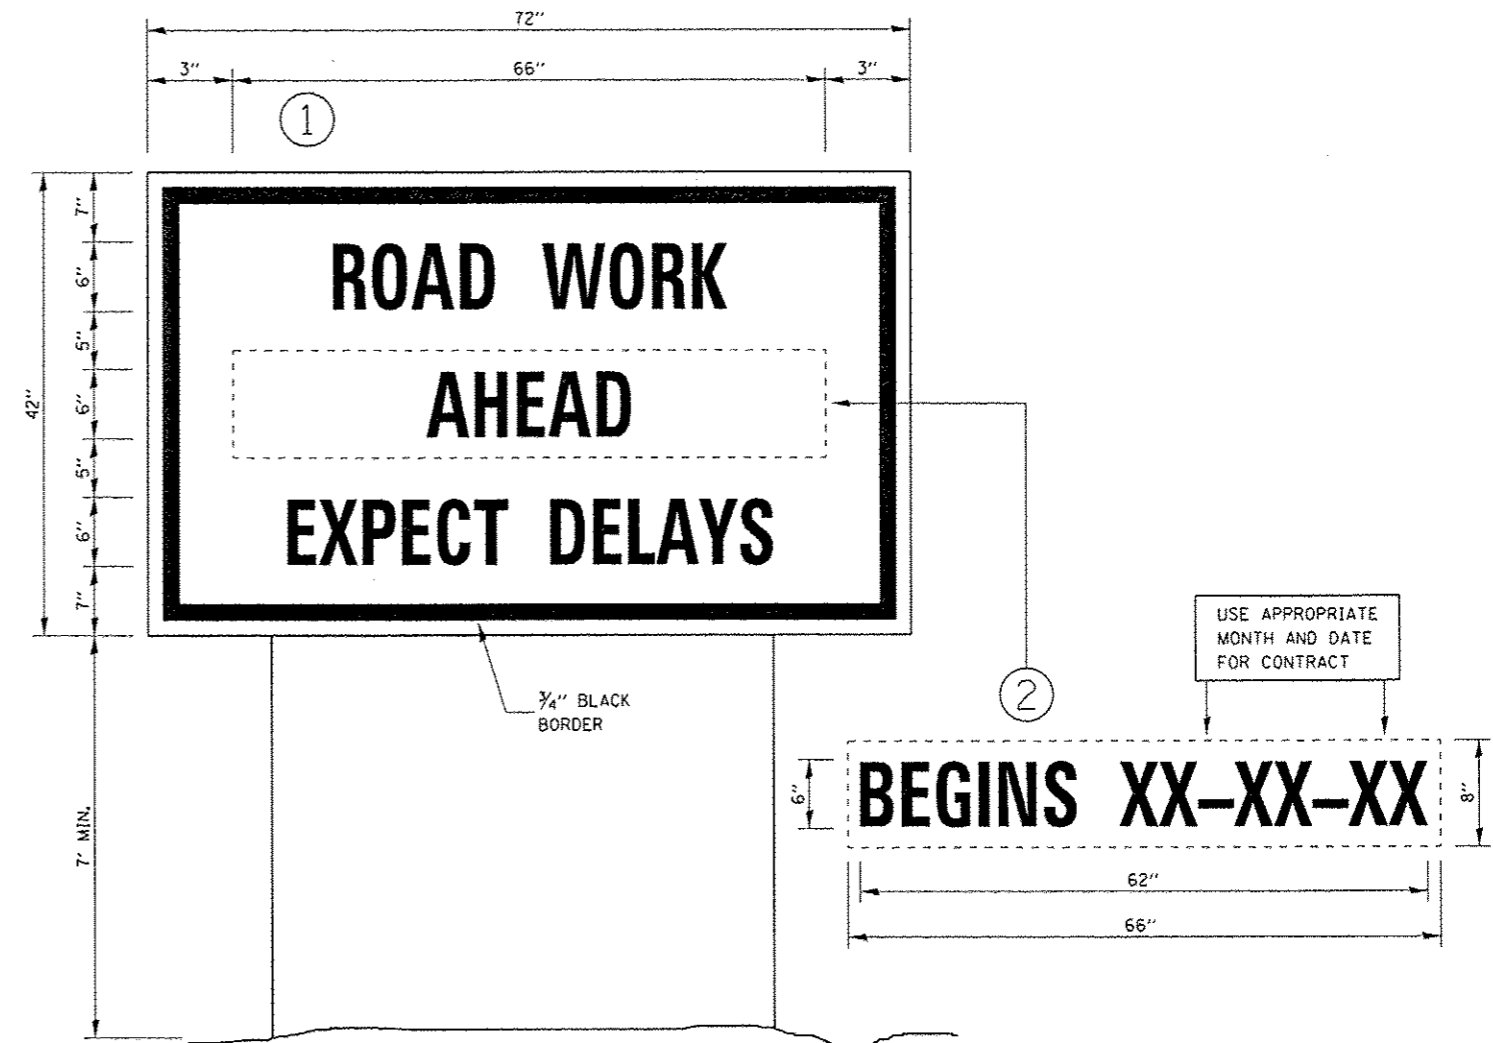 72"
3" 66" 3"
1
7"
6"
5"
6"
5"
6"
7"
42"
ROAD WORK
AHEAD
EXPECT DELAYS
3/4" BLACK
BORDER
7' MIN.
USE APPROPRIATE
MONTH AND DATE
FOR CONTRACT
2
6"
BEGINS XX-XX-XX
8"
62"
66"